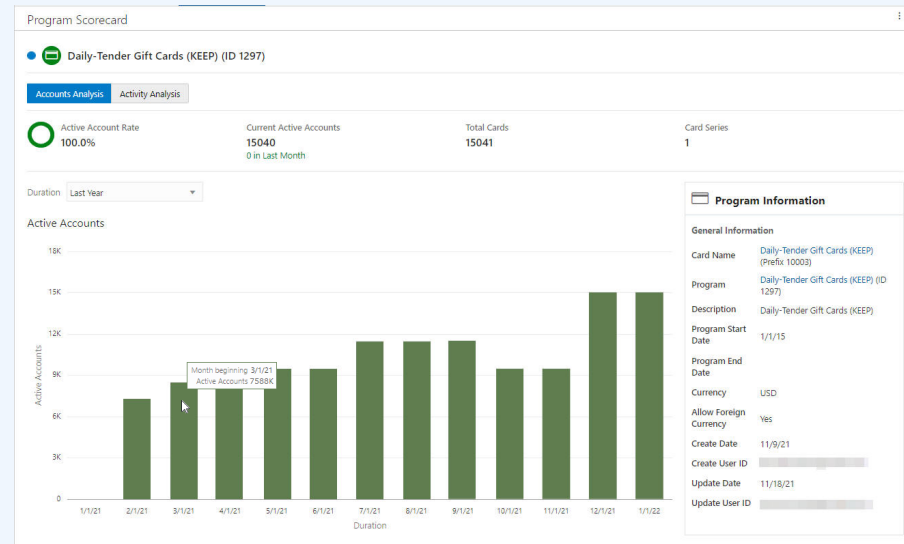 Program Scorecard
Daily-Tender Gift Cards (KEEP) (ID 1297)
Accounts Analysis
Activity Analysis
Active Account Rate
100.0%
Current Active Accounts
15040
0 in Last Month
Total Cards
15041
Card Series
1
Duration
Last Year
Active Accounts
18K
15K
12K
9K
6K
3K
0
Active Accounts
Month beginning 3/1/21
Active Accounts 7588K
1/1/21
2/1/21
3/1/21
4/1/21
5/1/21
6/1/21
7/1/21
8/1/21
9/1/21
10/1/21
11/1/21
12/1/21
1/1/22
Duration
Program Information
General Information
Card Name
Daily-Tender Gift Cards (KEEP)
(Prefix 10003)
Program
Daily-Tender Gift Cards (KEEP) (ID
1297)
Description
Daily-Tender Gift Cards (KEEP)
Program Start
Date
1/1/15
Program End
Date
Currency
USD
Allow Foreign
Currency
Yes
Create Date
11/9/21
Create User ID
Update Date
11/18/21
Update User ID